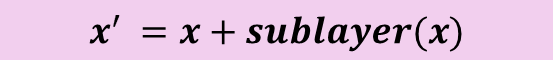 x′ = x + sublayer(x)